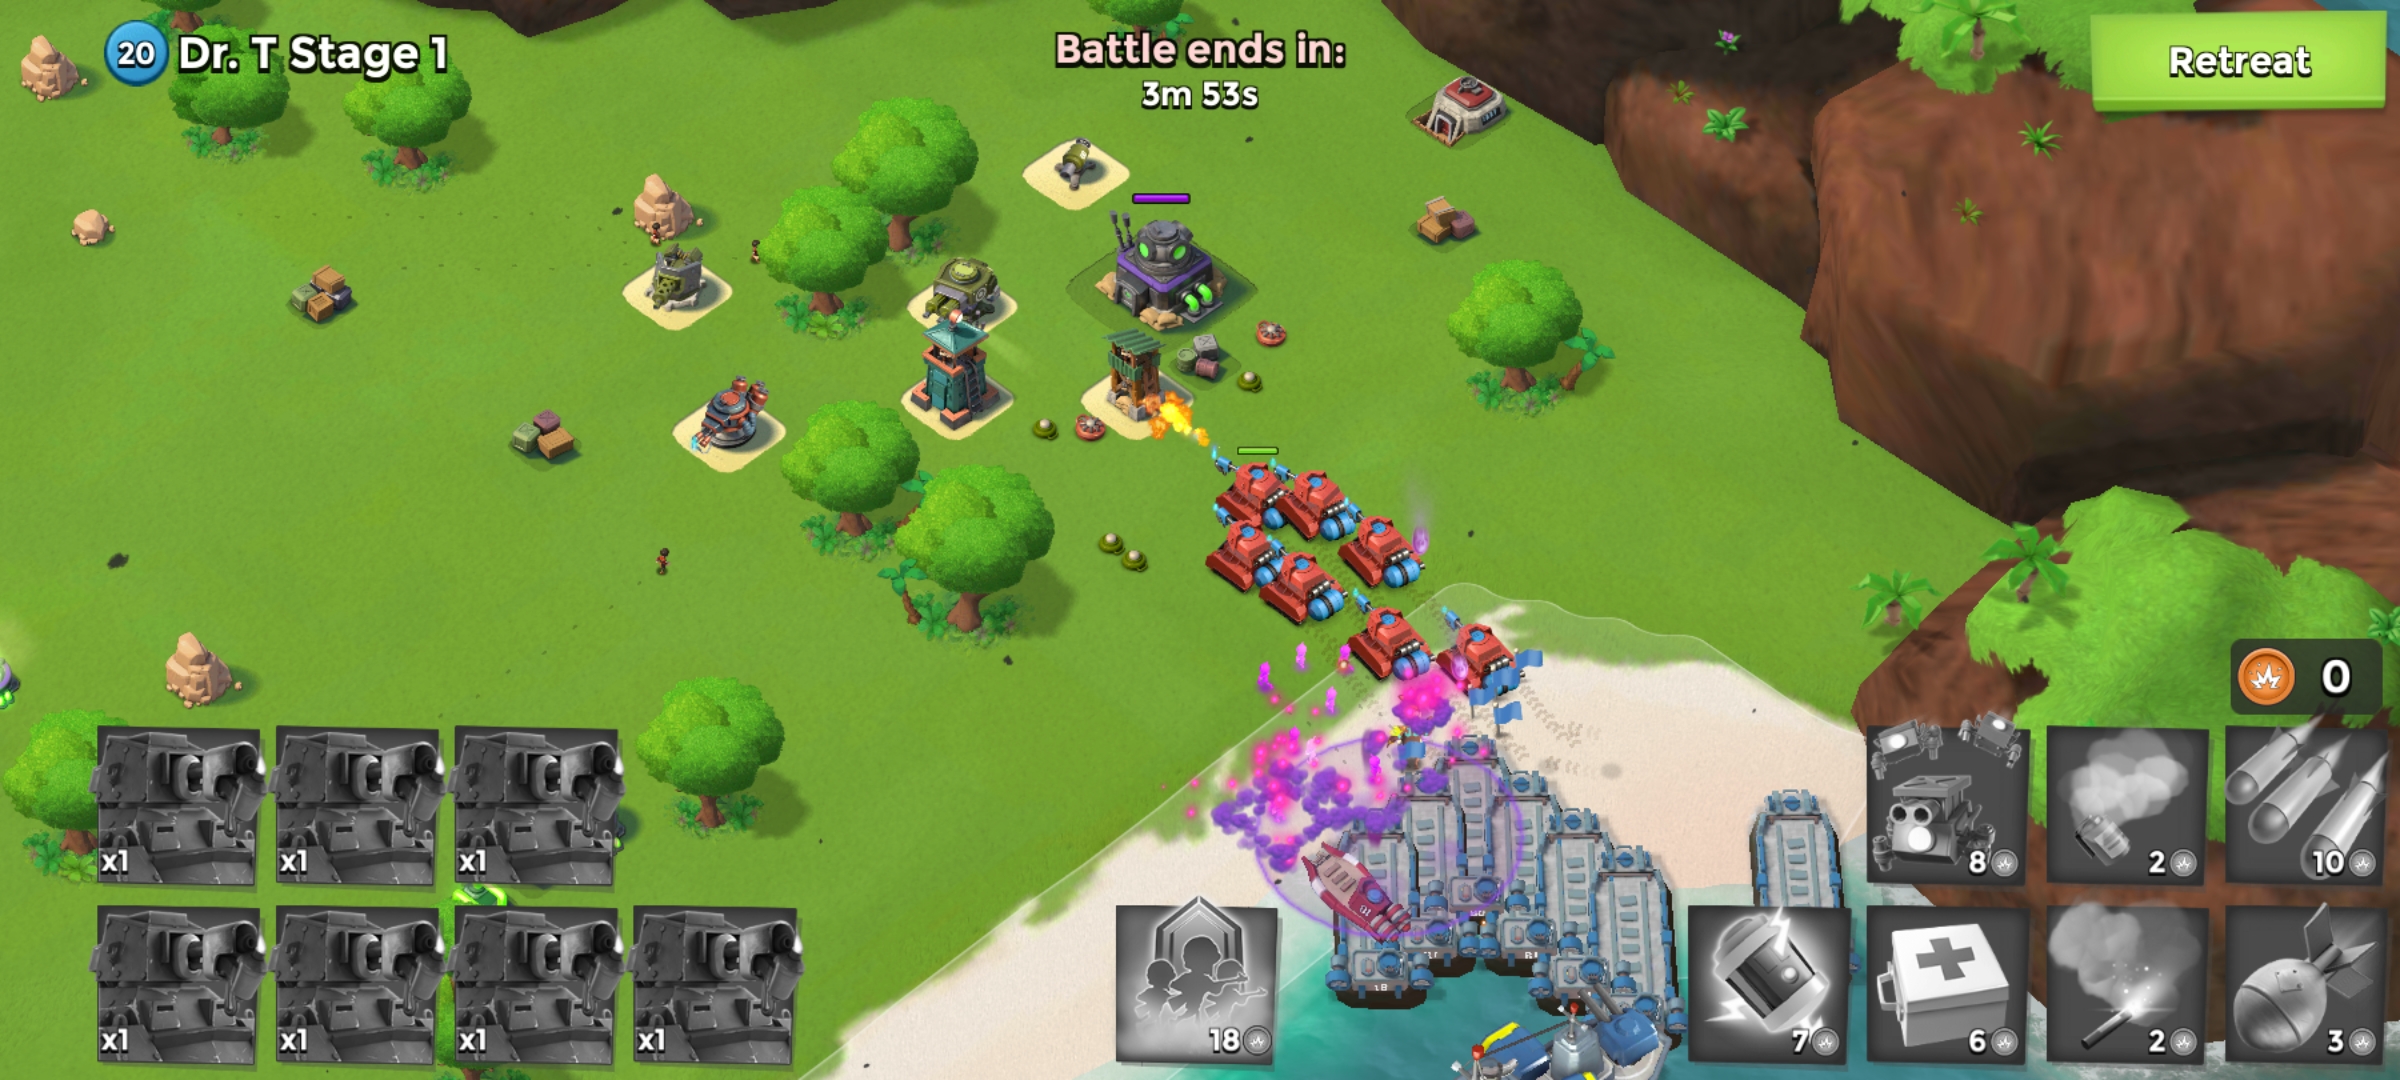 20 Dr. T Stage 1
Battle ends in:
3m 53s
Retreat
0
x1 x1 x1
8 2 10
x1 x1 x1 x1
18 7 6 2 3